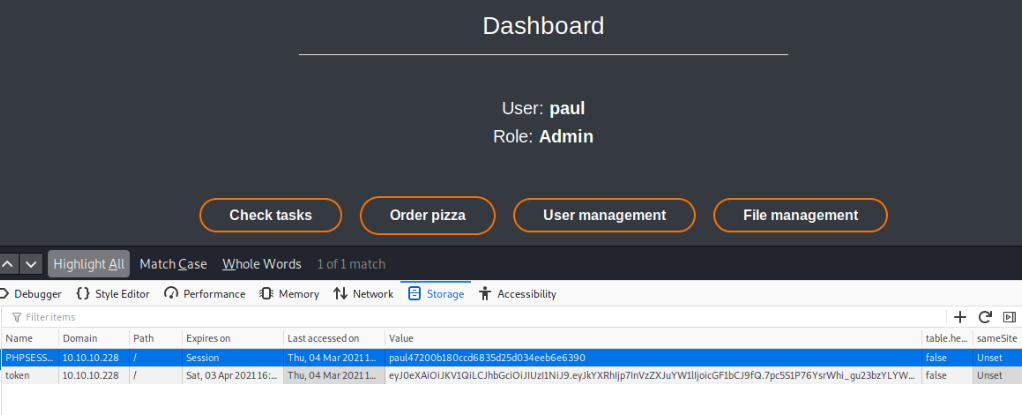 Dashboard
User: paul
Role: Admin
Check tasks Order pizza User management File management
Highlight All Match Case Whole Words 1 of 1 match
Debugger {} Style Editor Performance Memory Network Storage Accessibility
Filter items
Name Domain Path Expires on Last accessed on Value table.he... sameSite
PHPSESS... 10.10.10.228 / Session Thu, 04 Mar 2021 1... paul47200b180ccd6835d25d034eeb6e6390 false Unset
token 10.10.10.228 / Sat, 03 Apr 2021 16:... Thu, 04 Mar 2021 1... false Unset